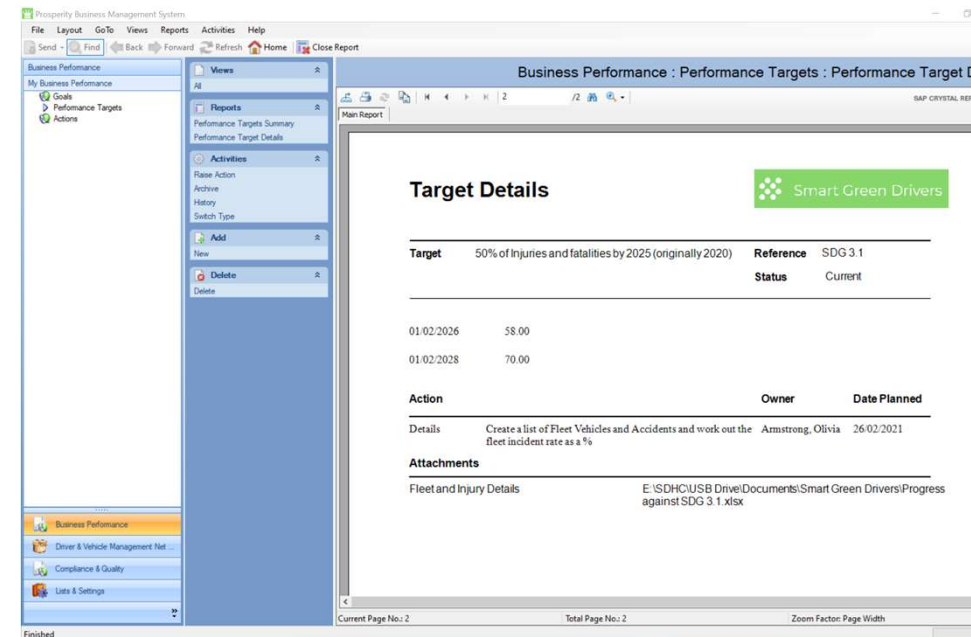 Prosperity Business Management System
File Layout GoTo Views Reports Activities Help
Send Find Back Forward Refresh Home Close Report
Business Perfomance
My Business Perfomance
Goals
Perfomance Targets
Actions
Business Perfomance
Driver & Vehicle Management Net ...
Compliance & Quality
Lists & Settings
Finished
Views
All
Reports
Perfomance Targets Summary
Perfomance Target Details
Activities
Raise Action
Archive
History
Switch Type
Add
New
Delete
Delete
Business Performance : Performance Targets : Performance Target D
2 /2
SAP CRYSTAL REP
Main Report
Target Details
Smart Green Drivers
Target 50% of Injuries and fatalities by 2025 (originally 2020) Reference SDG 3.1
Status Current
01/02/2026 58.00
01/02/2028 70.00
Action Owner Date Planned
Details Create a list of Fleet Vehicles and Accidents and work out the Armstrong, Olivia 26/02/2021
fleet incident rate as a %
Attachments
Fleet and Injury Details E:\SDHC\USB Drive\Documents\Smart Green Drivers\Progress
against SDG 3.1.xlsx
Current Page No.: 2 Total Page No.: 2 Zoom Factor: Page Width